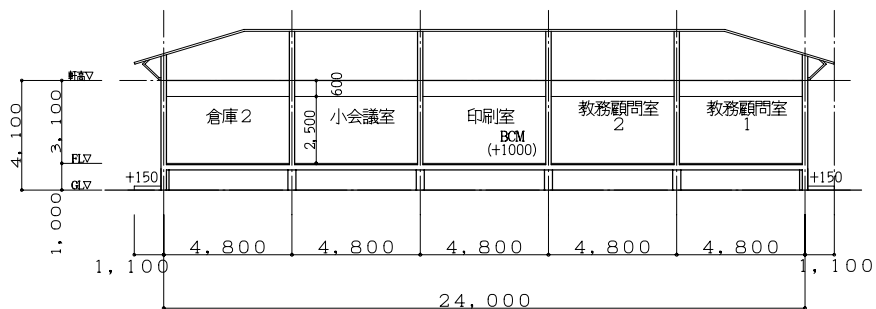 軒高▽
600
4,100
3,100
倉庫2
2,500
小会議室
印刷室
BCM
(+1000)
教務顧問室
2
教務顧問室
1
FL▽
GL▽
+150
+150
1,000
4,800
4,800
4,800
4,800
4,800
1,100
1,100
24,000